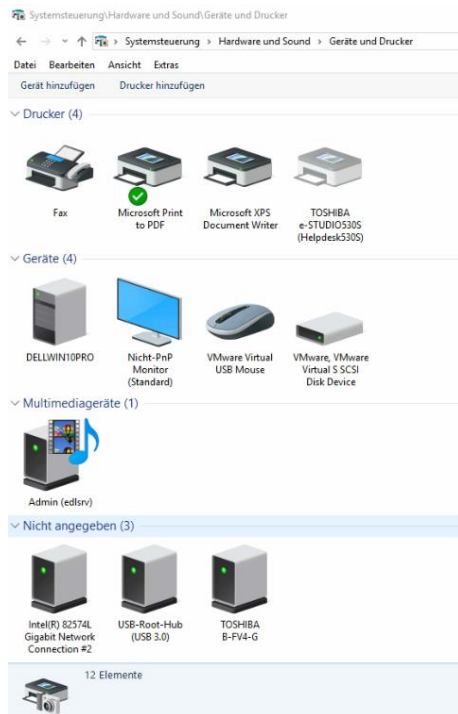 Systemsteuerung\Hardware und Sound\Geräte und Drucker
Systemsteuerung > Hardware und Sound > Geräte und Drucker
Datei Bearbeiten Ansicht Extras
Gerät hinzufügen Drucker hinzufügen
Drucker (4)
Fax
Microsoft Print
to PDF
Microsoft XPS
Document Writer
TOSHIBA
e-STUDIO530S
(Helpdesk530S)
Geräte (4)
DELLWIN10PRO
Nicht-PnP
Monitor
(Standard)
VMware Virtual
USB Mouse
VMware, VMware
Virtual S SCSI
Disk Device
Multimediageräte (1)
Admin (edlsrv)
Nicht angegeben (3)
Intel(R) 82574L
Gigabit Network
Connection #2
USB-Root-Hub
(USB 3.0)
TOSHIBA
B-FV4-G
12 Elemente